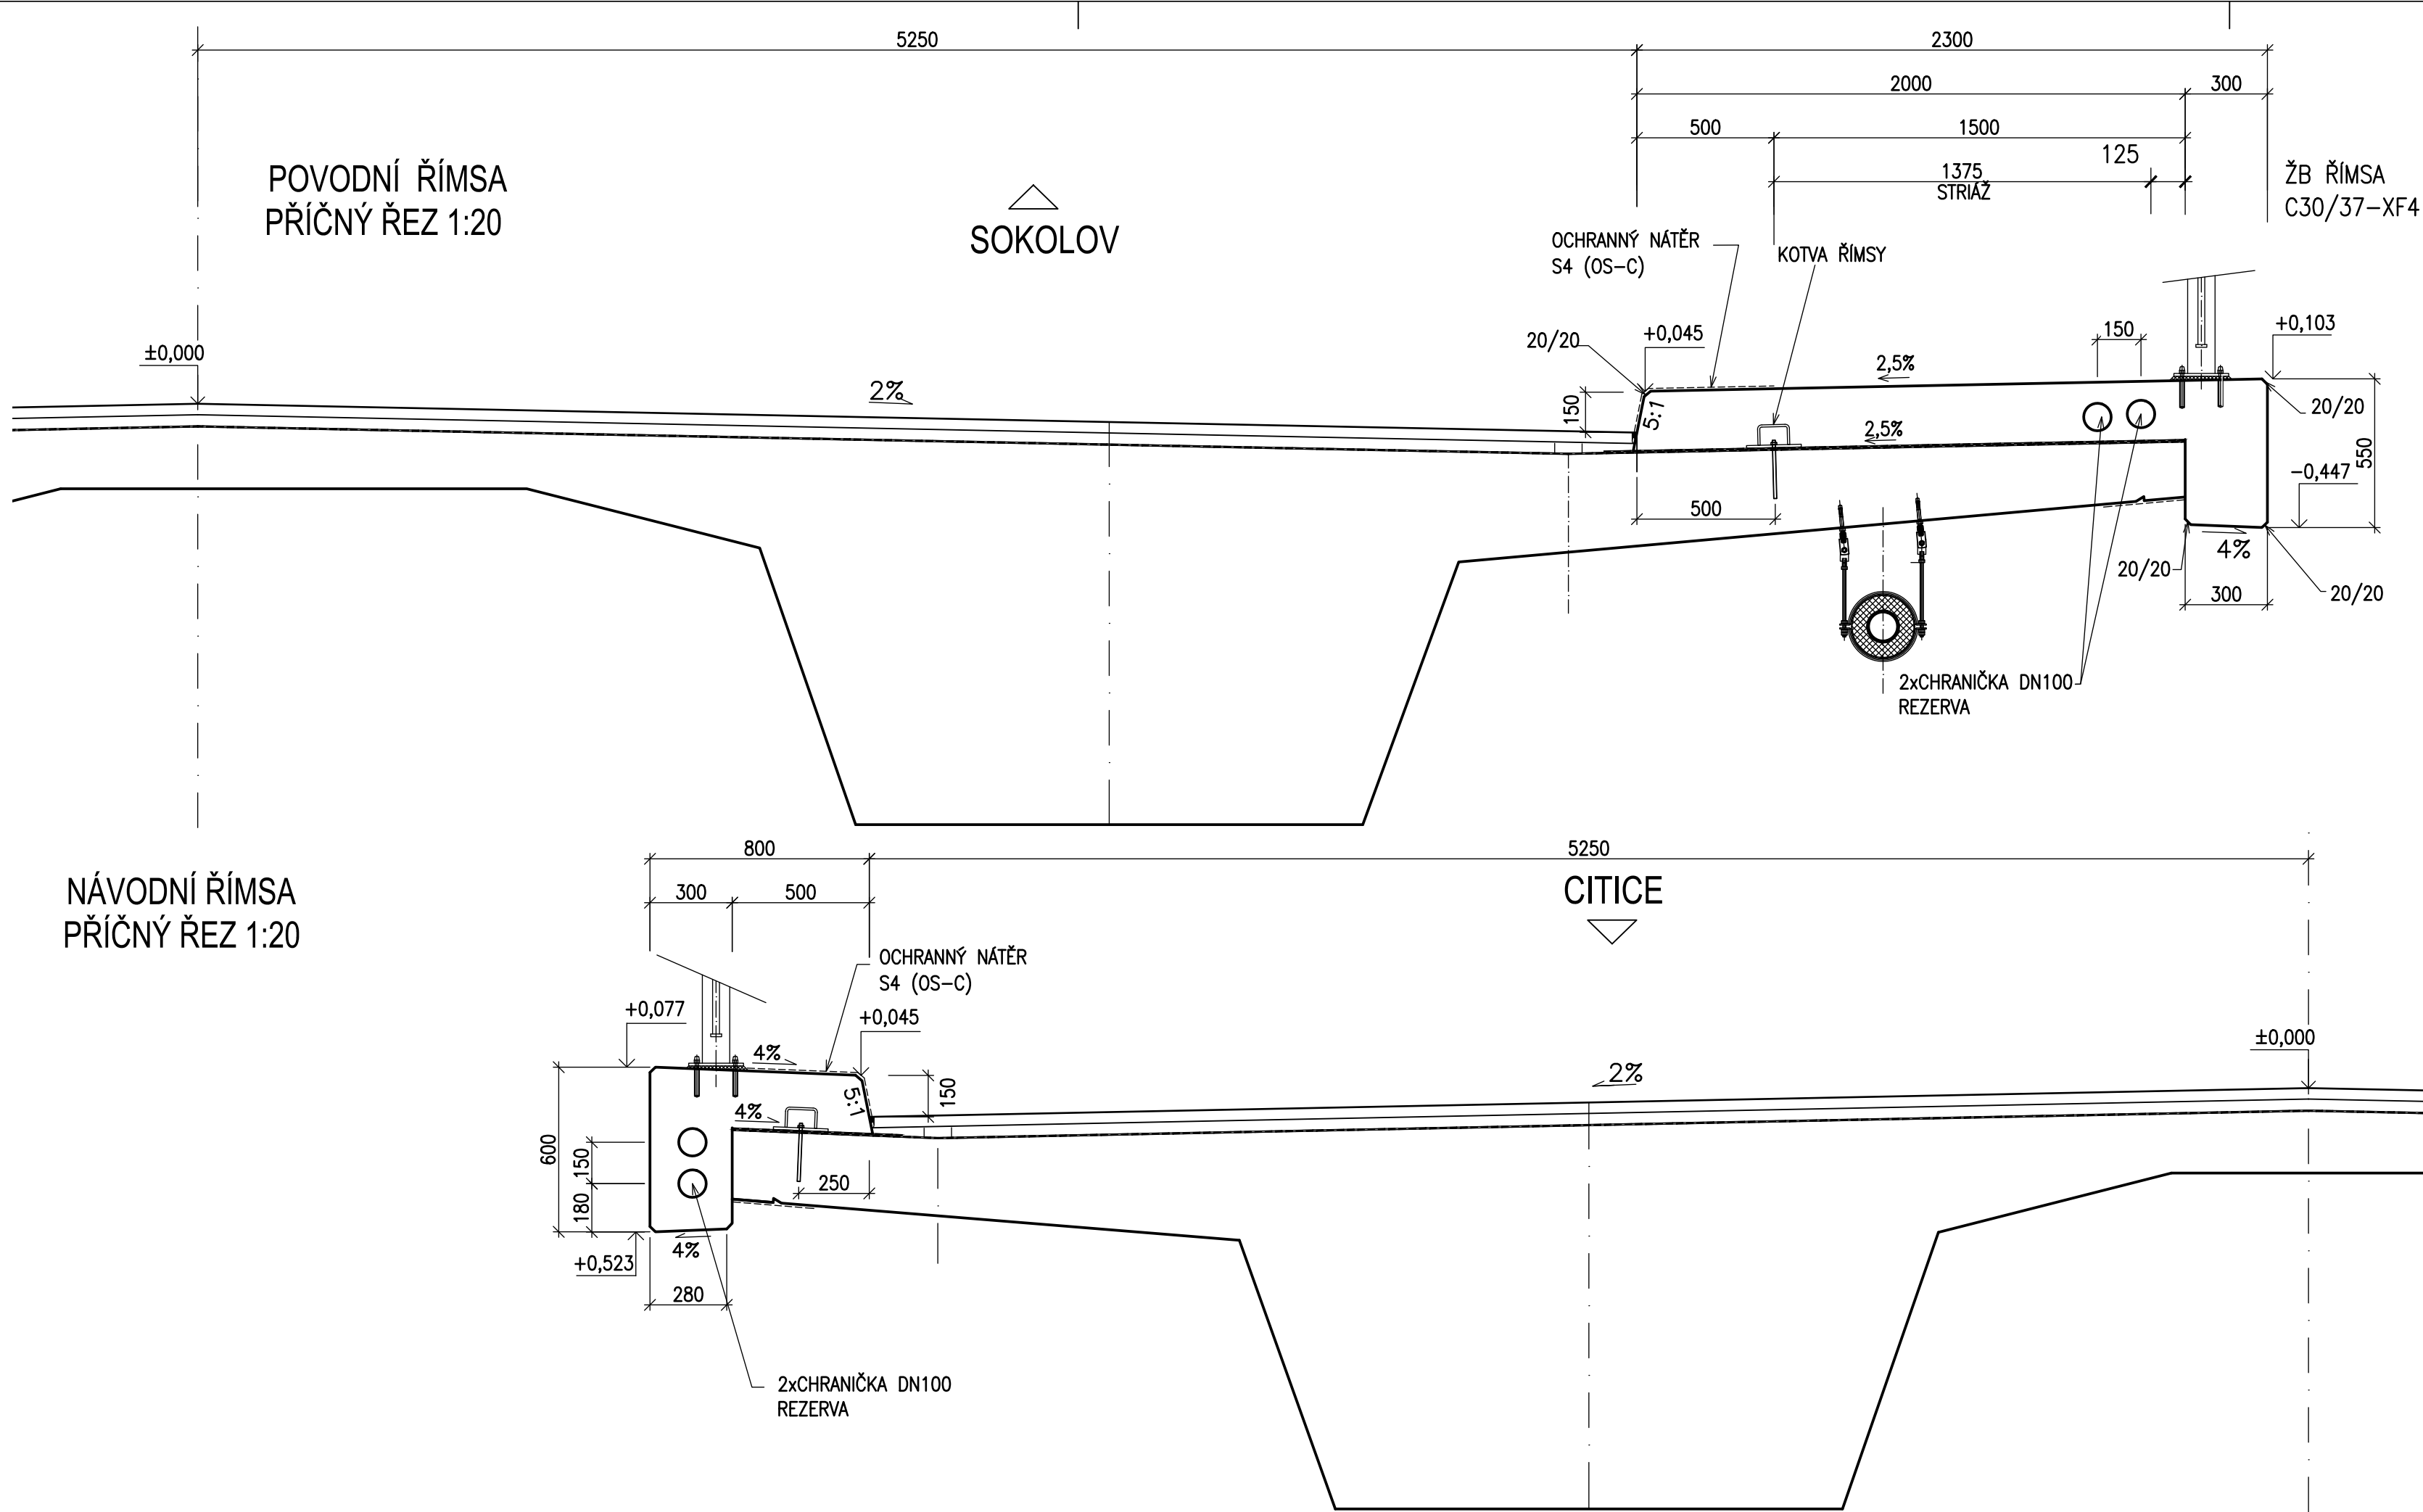 5250
2300
2000
300
500
1500
125
1375
STRIÁŽ
POVODNÍ ŘÍMSA
PŘÍČNÝ ŘEZ 1:20
SOKOLOV
ŽB ŘÍMSA
C30/37-XF4
OCHRANNÝ NÁTĚR
S4 (OS-C)
KOTVA ŘÍMSY
±0,000
20/20
+0,045
150
+0,103
2,5%
2%
150
5:1
20/20
2,5%
550
-0,447
500
4%
20/20
300
20/20
2xCHRANIČKA DN100
REZERVA
800
5250
NÁVODNÍ ŘÍMSA
PŘÍČNÝ ŘEZ 1:20
300
500
CITICE
OCHRANNÝ NÁTĚR
S4 (OS-C)
+0,077
+0,045
±0,000
4%
2%
5:1
150
4%
600
150
250
180
4%
+0,523
280
2xCHRANIČKA DN100
REZERVA